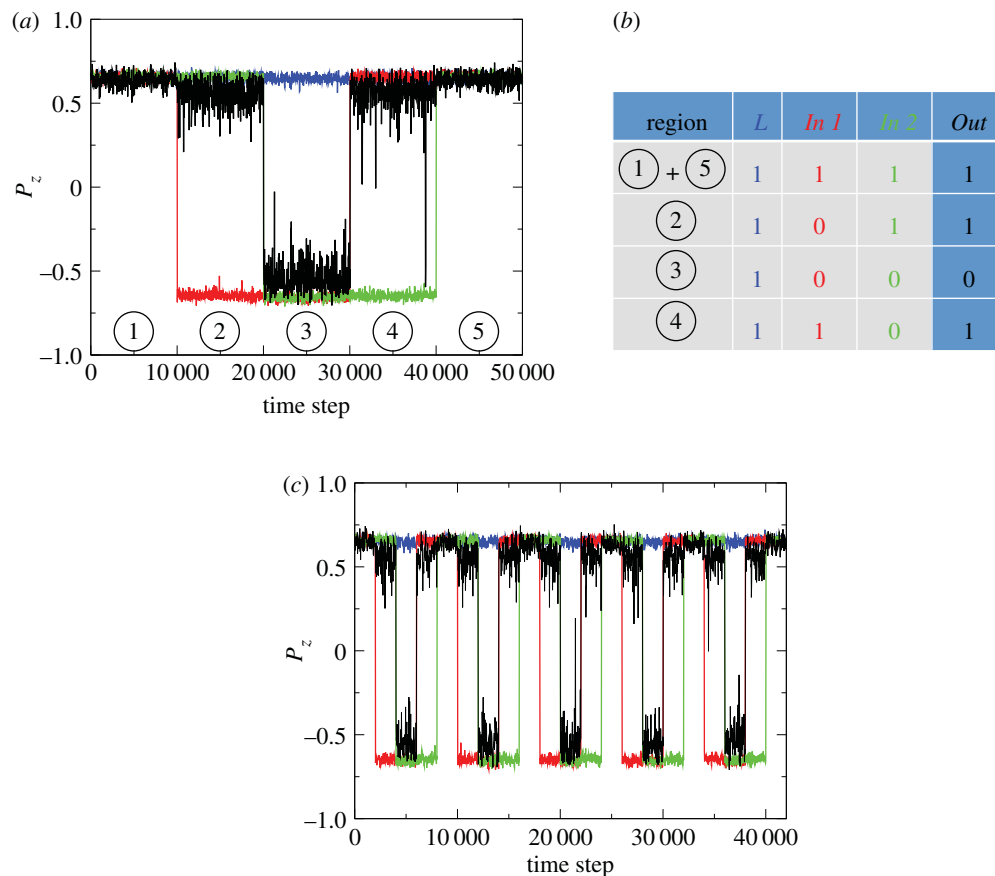 (a)
1.0
0.5
0
−0.5
−1.0
P_z
1 2 3 4 5
0 10 000 20 000 30 000 40 000 50 000
time step
(b)
region L In 1 In 2 Out
1 + 5 1 1 1 1
2 1 0 1 1
3 1 0 0 0
4 1 1 0 1
(c)
1.0
0.5
0
−0.5
−1.0
P_z
0 10 000 20 000 30 000 40 000
time step